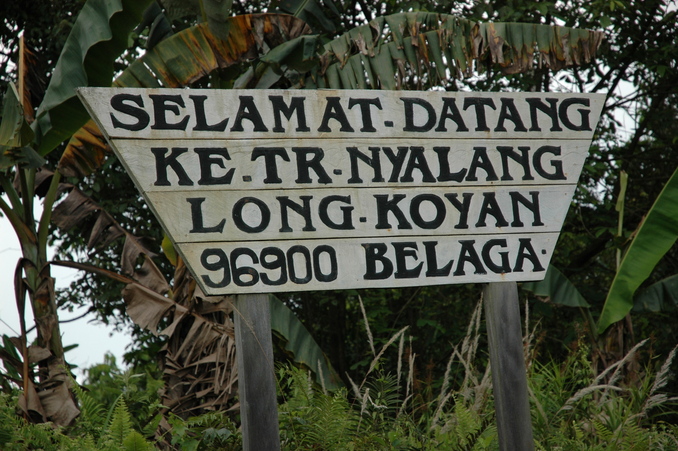 SELAMAT. DATANG
KE. TR. NYALANG
LONG. KOYAN
96900 BELAGA.